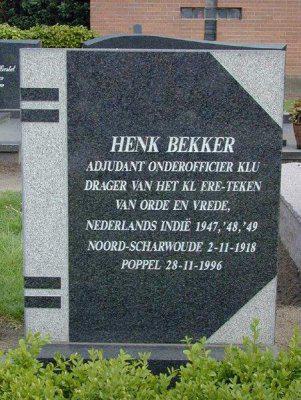 HENK BEKKER
ADJUDANT ONDEROFFICIER KLU
DRAGER VAN HET KL ERE-TEKEN
VAN ORDE EN VREDE,
NEDERLANDS INDIË 1947,'48,'49
NOORD-SCHARWOUDE 2-11-1918
POPPEL 28-11-1996